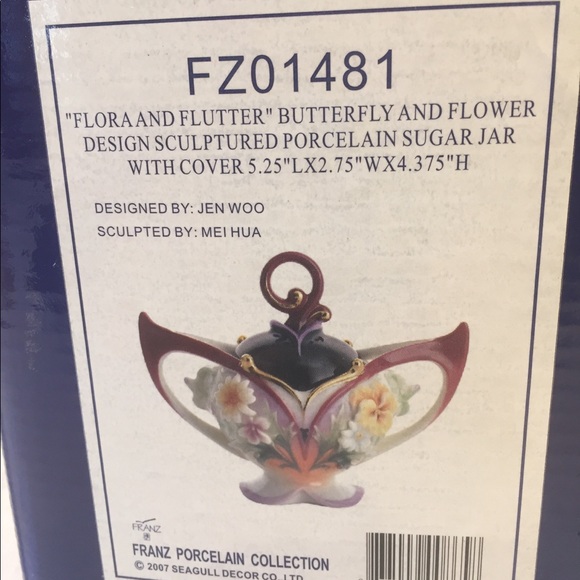 FZ01481
"FLORA AND FLUTTER" BUTTERFLY AND FLOWER
DESIGN SCULPTURED PORCELAIN SUGAR JAR
WITH COVER 5.25"LX2.75"WX4.375"H
DESIGNED BY: JEN WOO
SCULPTED BY: MEI HUA
FRANZ
FRANZ PORCELAIN COLLECTION
© 2007 SEAGULL DECOR CO., LTD.